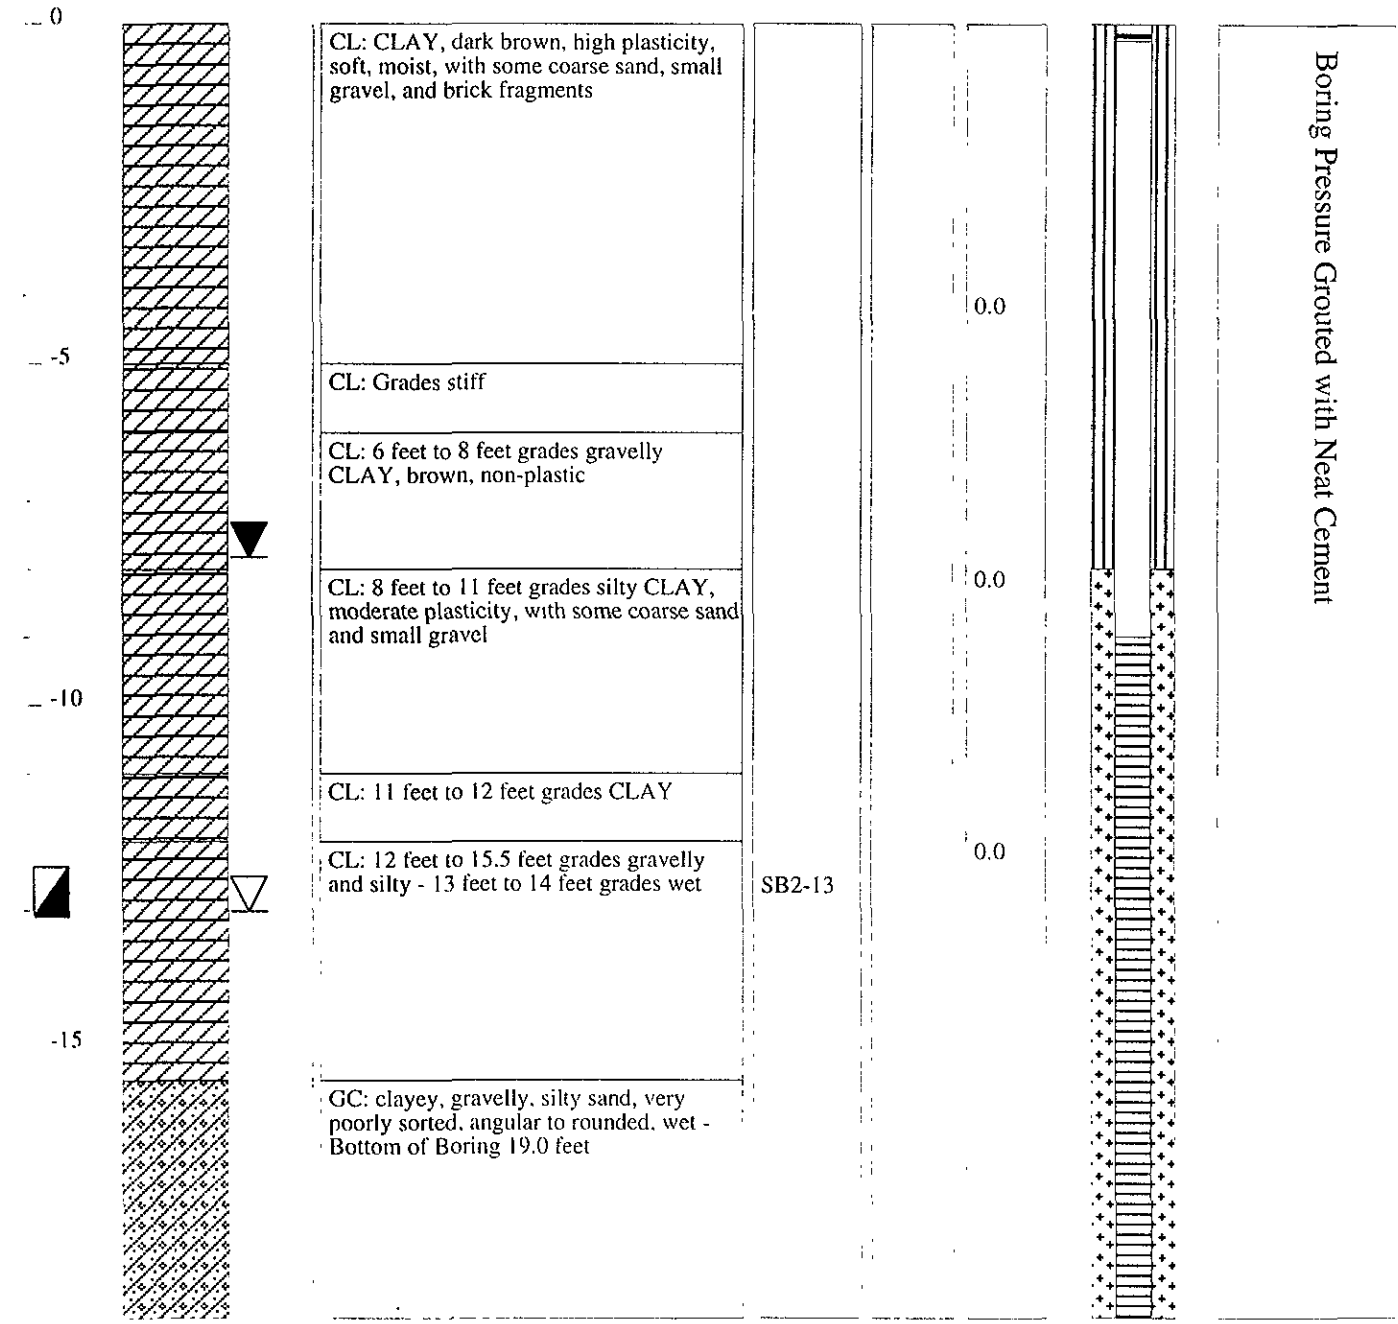 0
CL: CLAY, dark brown, high plasticity,
soft, moist, with some coarse sand, small
gravel, and brick fragments
0.0
-5
CL: Grades stiff
CL: 6 feet to 8 feet grades gravelly
CLAY, brown, non-plastic
CL: 8 feet to 11 feet grades silty CLAY,
moderate plasticity, with some coarse sand
and small gravel
0.0
-10
CL: 11 feet to 12 feet grades CLAY
CL: 12 feet to 15.5 feet grades gravelly
and silty - 13 feet to 14 feet grades wet
SB2-13
0.0
-15
GC: clayey, gravelly, silty sand, very
poorly sorted, angular to rounded, wet -
Bottom of Boring 19.0 feet
Boring Pressure Grouted with Neat Cement